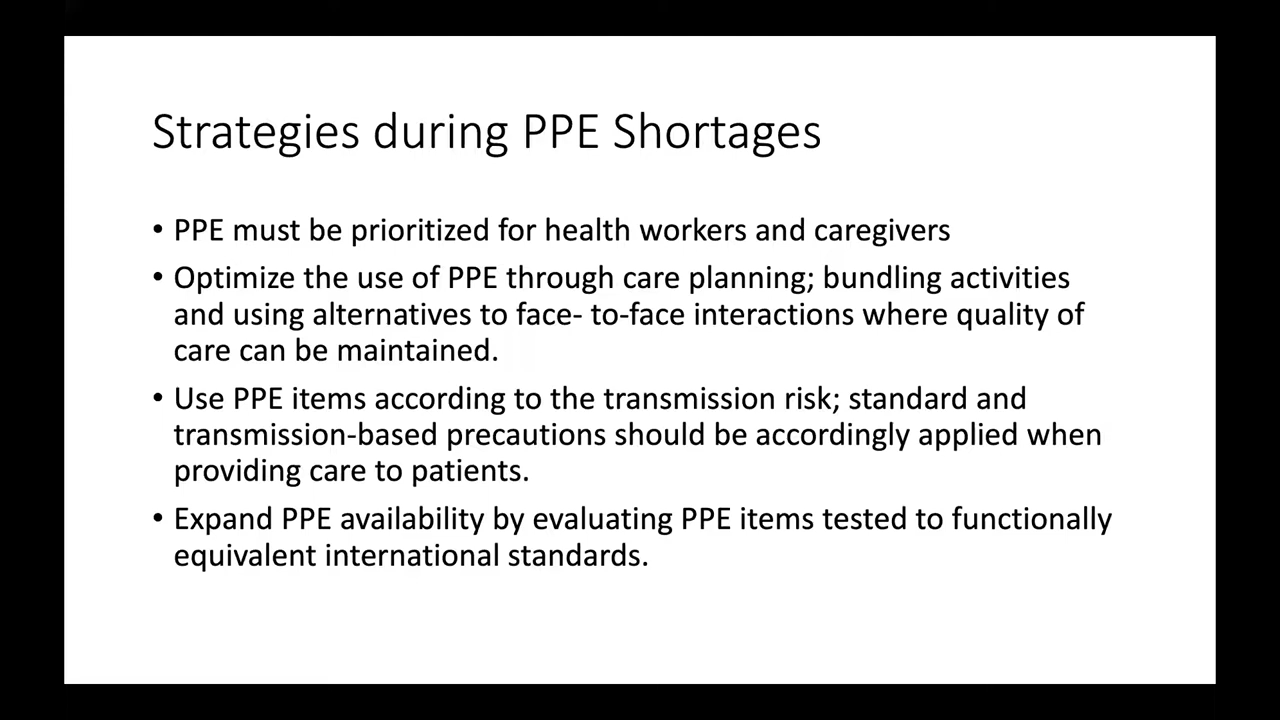 Strategies during PPE Shortages
• PPE must be prioritized for health workers and caregivers
• Optimize the use of PPE through care planning; bundling activities
and using alternatives to face- to-face interactions where quality of
care can be maintained.
• Use PPE items according to the transmission risk; standard and
transmission-based precautions should be accordingly applied when
providing care to patients.
• Expand PPE availability by evaluating PPE items tested to functionally
equivalent international standards.